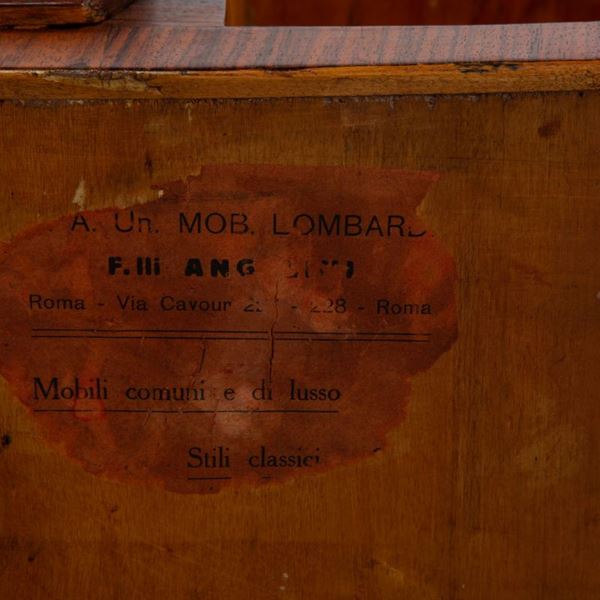 A. Un. MOB. LOMBARD
F.lli ANG
Roma - Via Cavour - 228 - Roma
Mobili comuni e di lusso
Stili classici